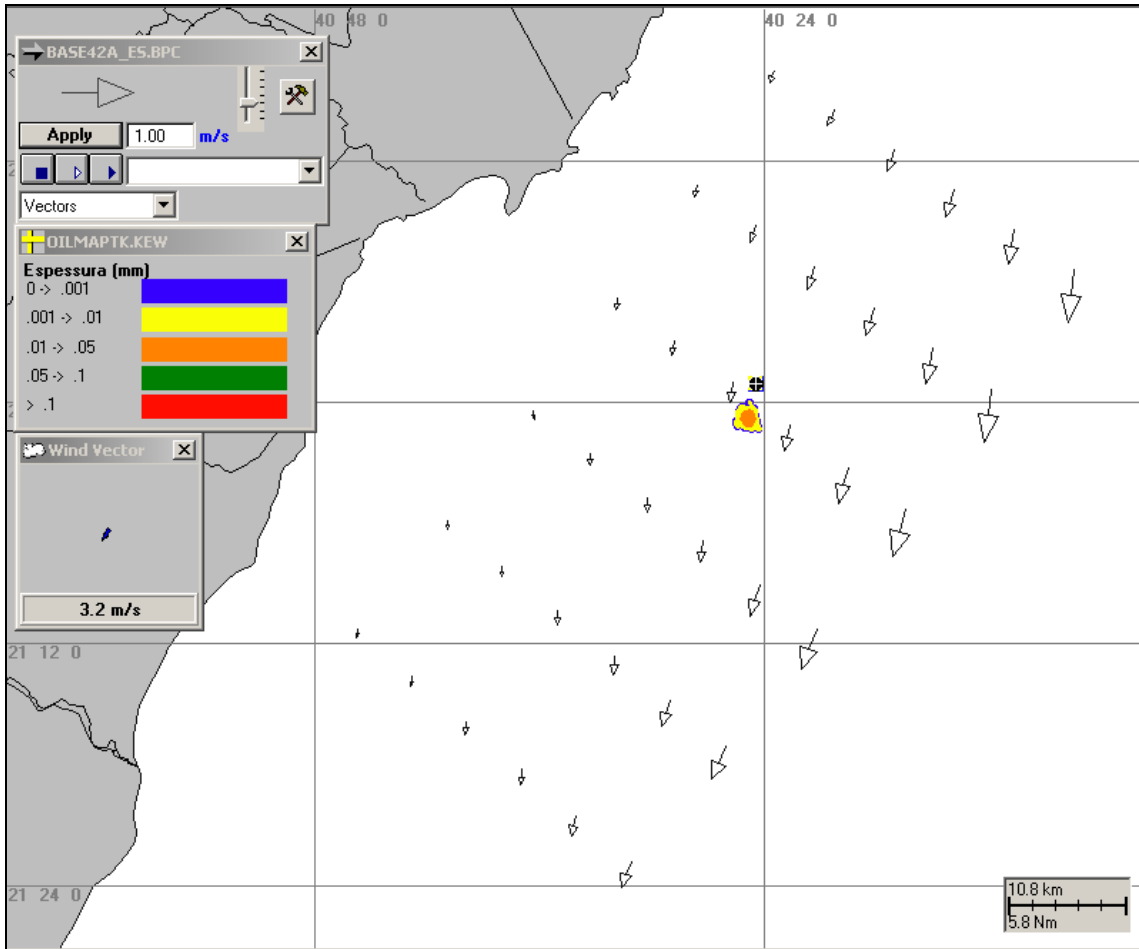 40 48 0
40 24 0
BASE42A_ES.BPC
Apply
1.00
m/s
Vectors
OILMAPTK.KEW
Espessura (mm)
0 -> .001
.001 -> .01
.01 -> .05
.05 -> .1
> .1
Wind Vector
3.2 m/s
21 12 0
21 24 0
10.8 km
5.8 Nm